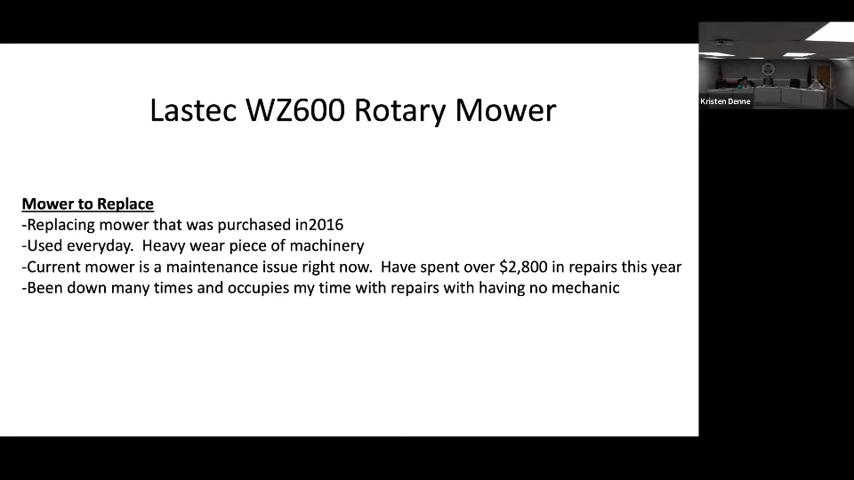 Lastec WZ600 Rotary Mower
Kristen Denne
Mower to Replace
-Replacing mower that was purchased in2016
-Used everyday.  Heavy wear piece of machinery
-Current mower is a maintenance issue right now.  Have spent over $2,800 in repairs this year
-Been down many times and occupies my time with repairs with having no mechanic